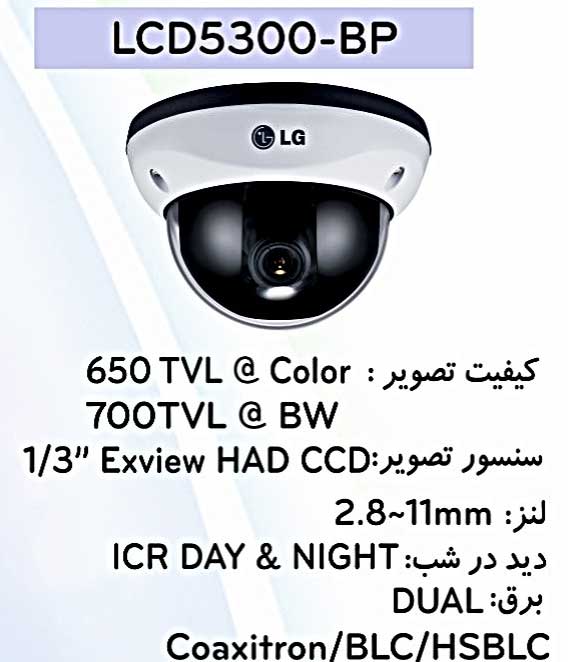 LCD5300-BP
LG
کیفیت تصویر : 650 TVL @ Color
700TVL @ BW
سنسور تصویر:1/3” Exview HAD CCD
لنز: 2.8~11mm
دید در شب: ICR DAY & NIGHT
برق: DUAL
Coaxitron/BLC/HSBLC